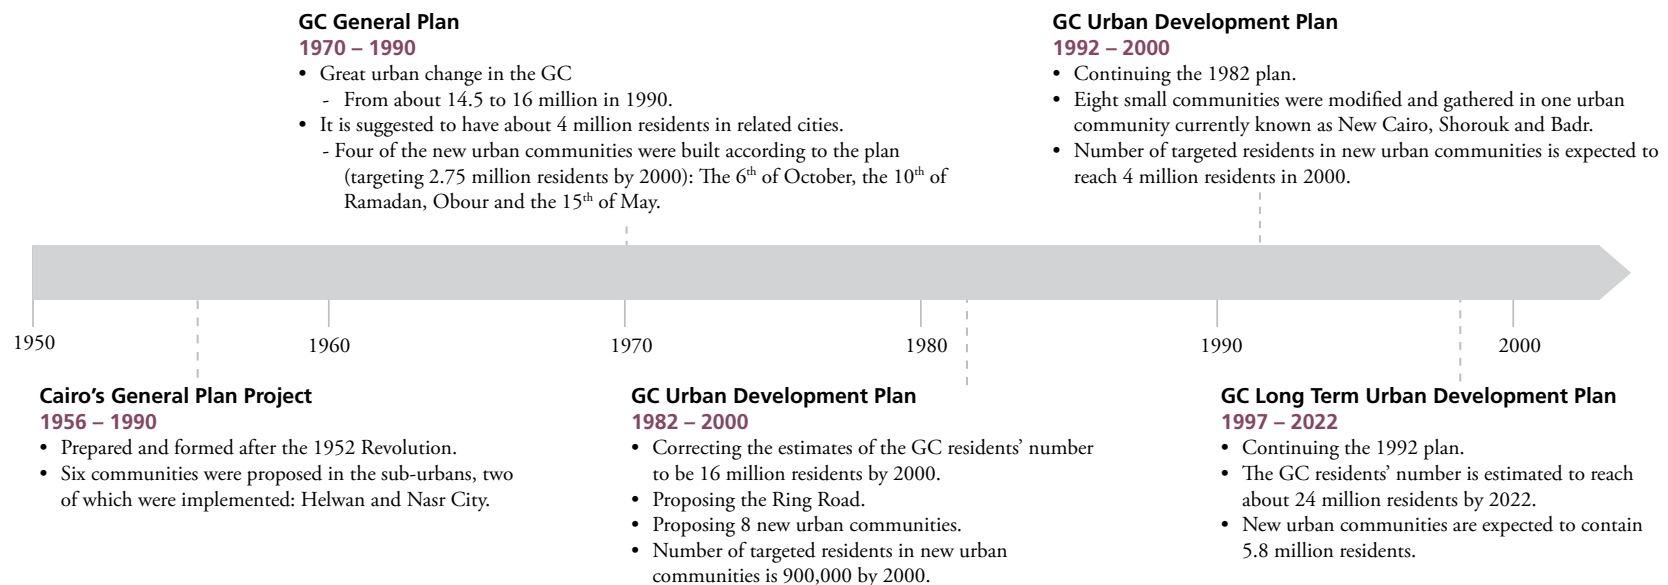 GC General Plan
1970 – 1990
• Great urban change in the GC
- From about 14.5 to 16 million in 1990.
• It is suggested to have about 4 million residents in related cities.
- Four of the new urban communities were built according to the plan
(targeting 2.75 million residents by 2000): The 6th of October, the 10th of
Ramadan, Obour and the 15th of May.
GC Urban Development Plan
1992 – 2000
• Continuing the 1982 plan.
• Eight small communities were modified and gathered in one urban
community currently known as New Cairo, Shorouk and Badr.
• Number of targeted residents in new urban communities is expected to
reach 4 million residents in 2000.
1950
1960
1970
1980
1990
2000
Cairo’s General Plan Project
1956 – 1990
• Prepared and formed after the 1952 Revolution.
• Six communities were proposed in the sub-urbans, two
of which were implemented: Helwan and Nasr City.
GC Urban Development Plan
1982 – 2000
• Correcting the estimates of the GC residents’ number
to be 16 million residents by 2000.
• Proposing the Ring Road.
• Proposing 8 new urban communities.
• Number of targeted residents in new urban
communities is 900,000 by 2000.
GC Long Term Urban Development Plan
1997 – 2022
• Continuing the 1992 plan.
• The GC residents’ number is estimated to reach
about 24 million residents by 2022.
• New urban communities are expected to contain
5.8 million residents.